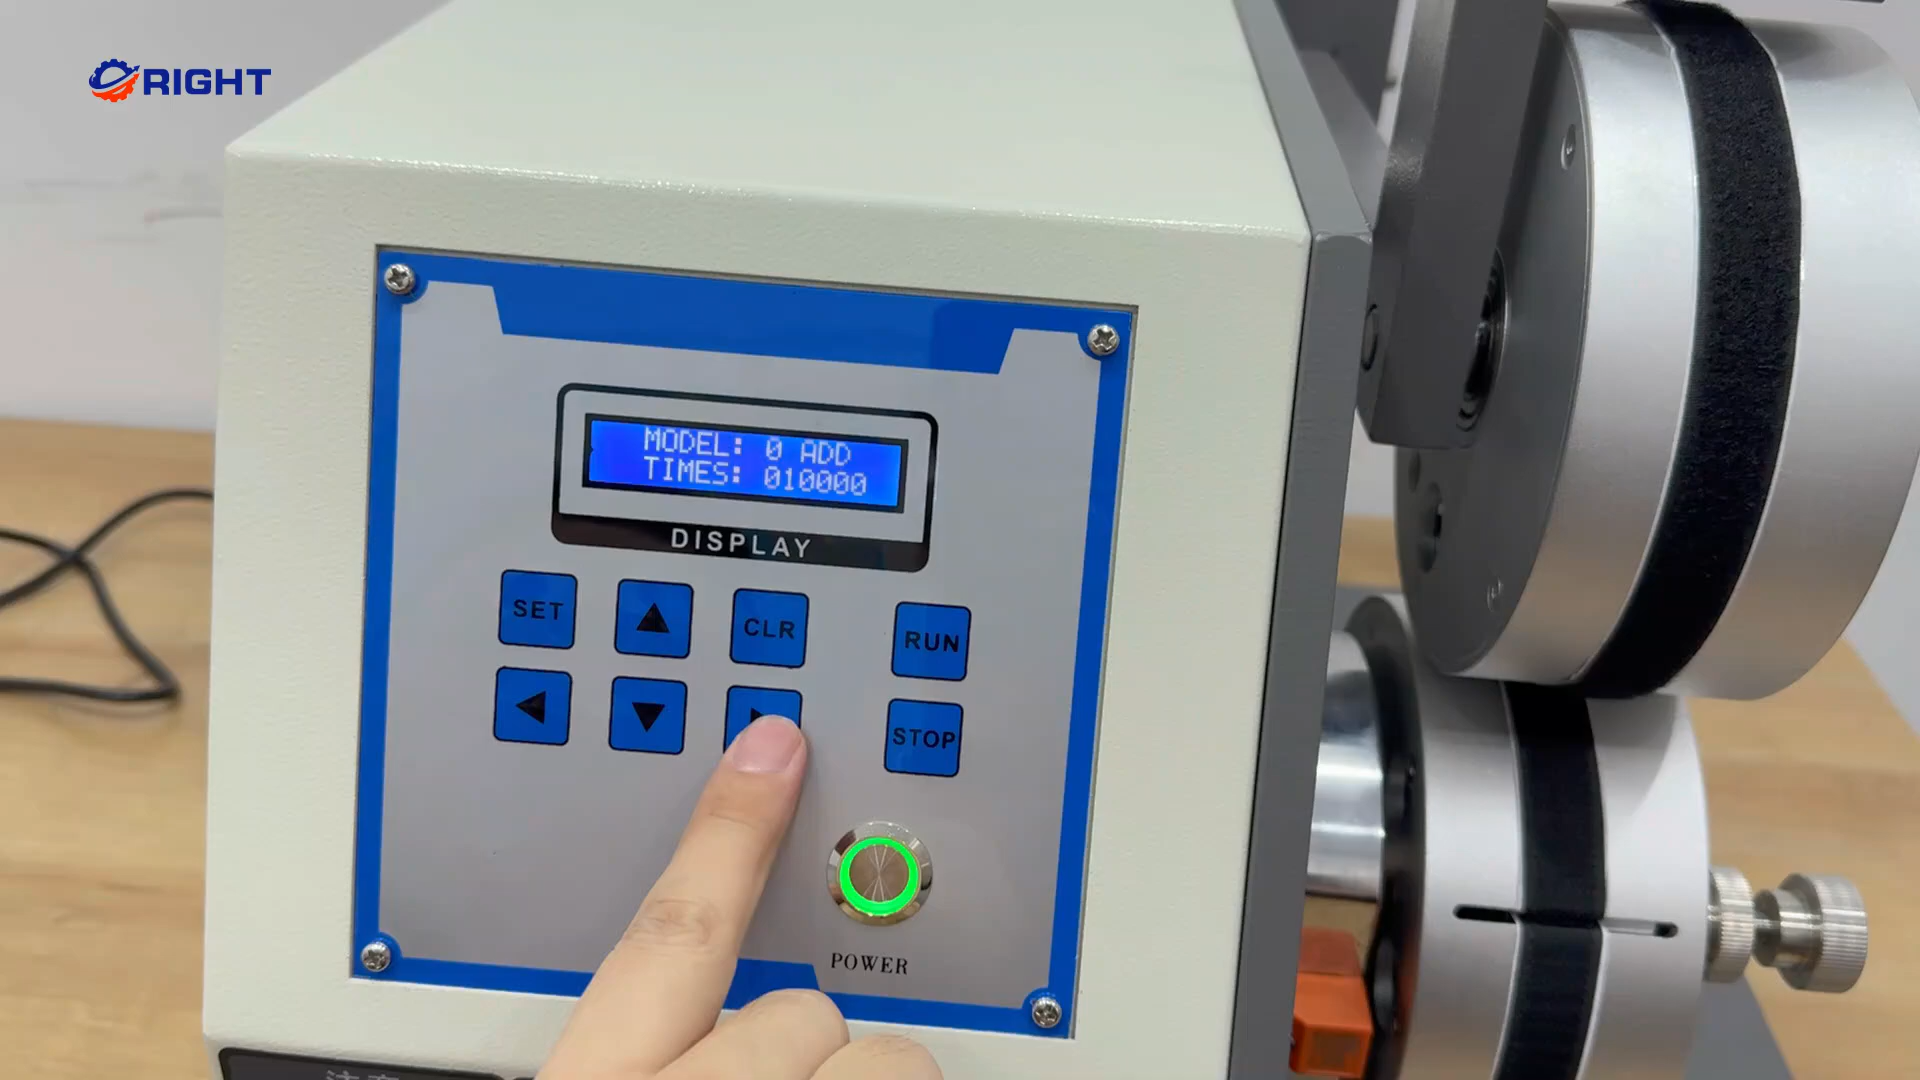 RIGHT
MODEL: 0 ADD
TIMES: 010000
DISPLAY
SET
CLR
RUN
STOP
POWER